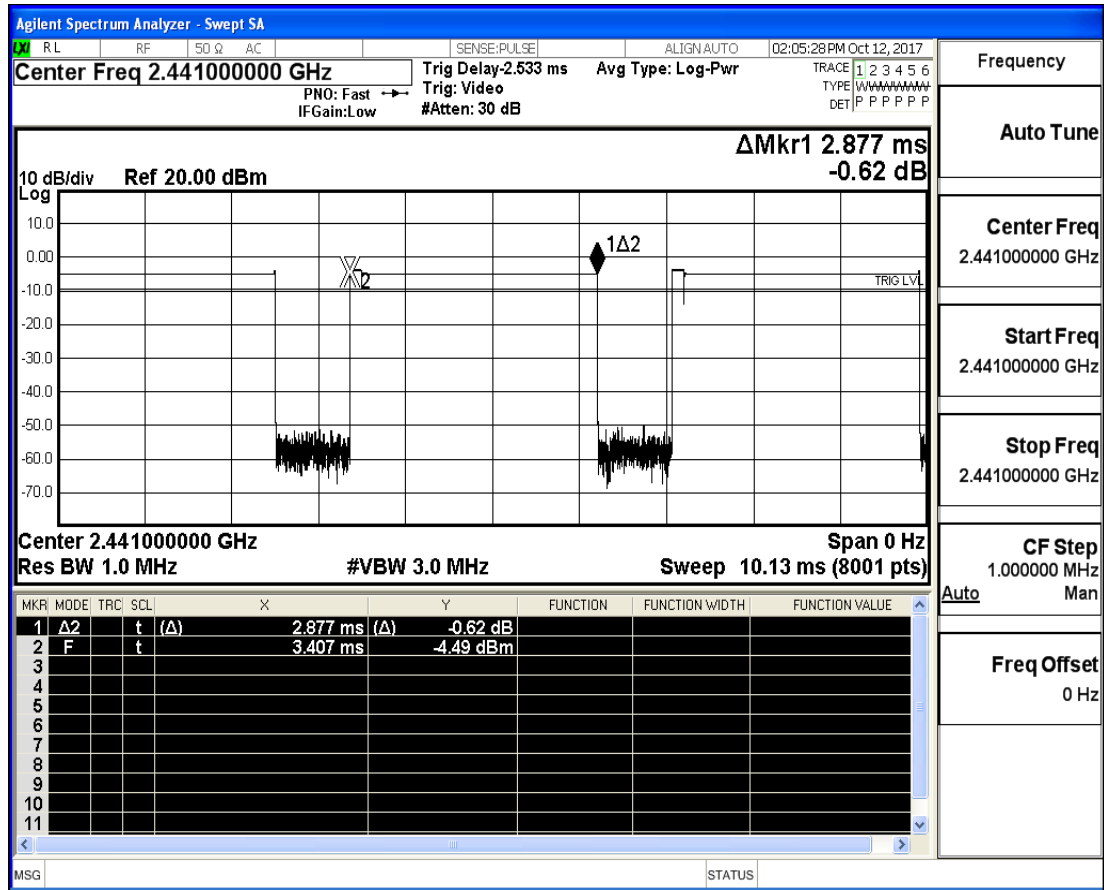 Agilent Spectrum Analyzer - Swept SA
LXI RL RF 50 Ω AC SENSE:PULSE ALIGN AUTO 02:05:28 PM Oct 12, 2017
Center Freq 2.441000000 GHz
PNO: Fast
IFGain:Low
Trig Delay-2.533 ms
Trig: Video
#Atten: 30 dB
Avg Type: Log-Pwr
TRACE 1 2 3 4 5 6
TYPE WWWWWW
DET P P P P P P
ΔMkr1 2.877 ms
-0.62 dB
10 dB/div Ref 20.00 dBm
Log
10.0
0.00
-10.0
-20.0
-30.0
-40.0
-50.0
-60.0
-70.0
1Δ2
2
TRIG LVL
Center 2.441000000 GHz Span 0 Hz
Res BW 1.0 MHz #VBW 3.0 MHz Sweep 10.13 ms (8001 pts)
MKR MODE TRC SCL X Y FUNCTION FUNCTION WIDTH FUNCTION VALUE
1 Δ2 t (Δ) 2.877 ms (Δ) -0.62 dB
2 F t 3.407 ms -4.49 dBm
3
4
5
6
7
8
9
10
11
MSG STATUS
Frequency
Auto Tune
Center Freq
2.441000000 GHz
Start Freq
2.441000000 GHz
Stop Freq
2.441000000 GHz
CF Step
1.000000 MHz
Auto Man
Freq Offset
0 Hz